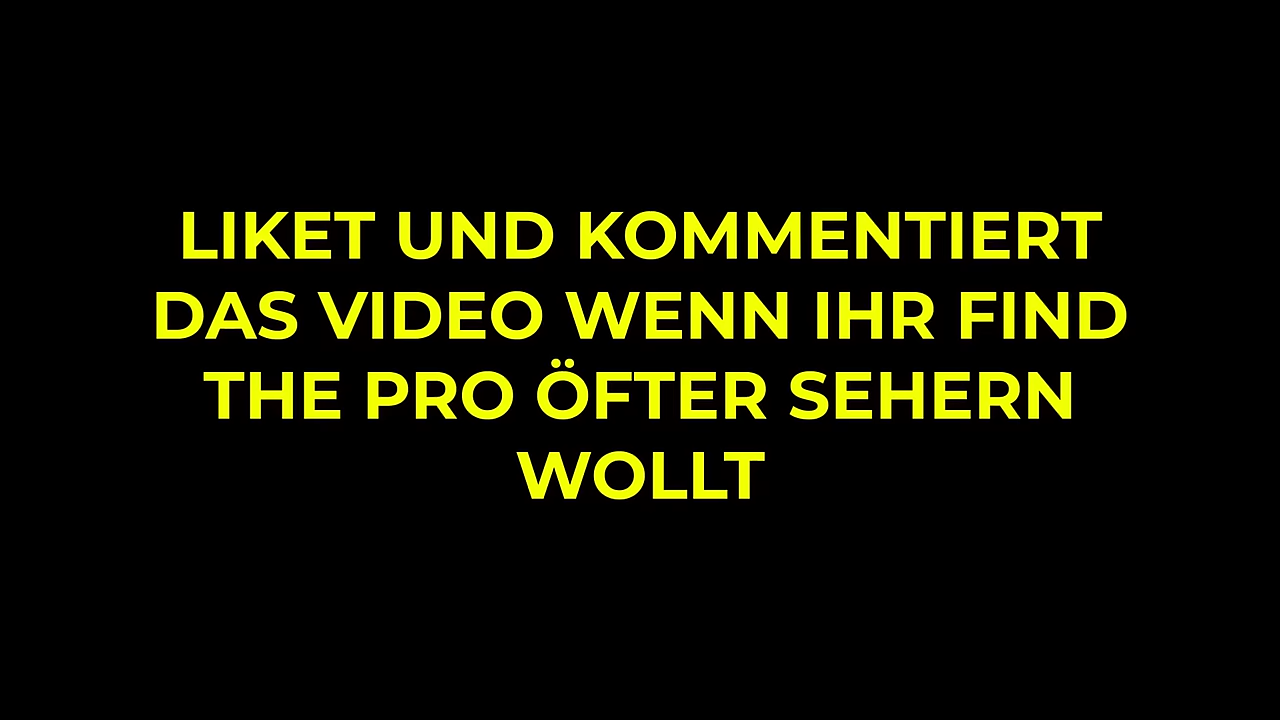 LIKET UND KOMMENTIERT
DAS VIDEO WENN IHR FIND
THE PRO ÖFTER SEHERN
WOLLT